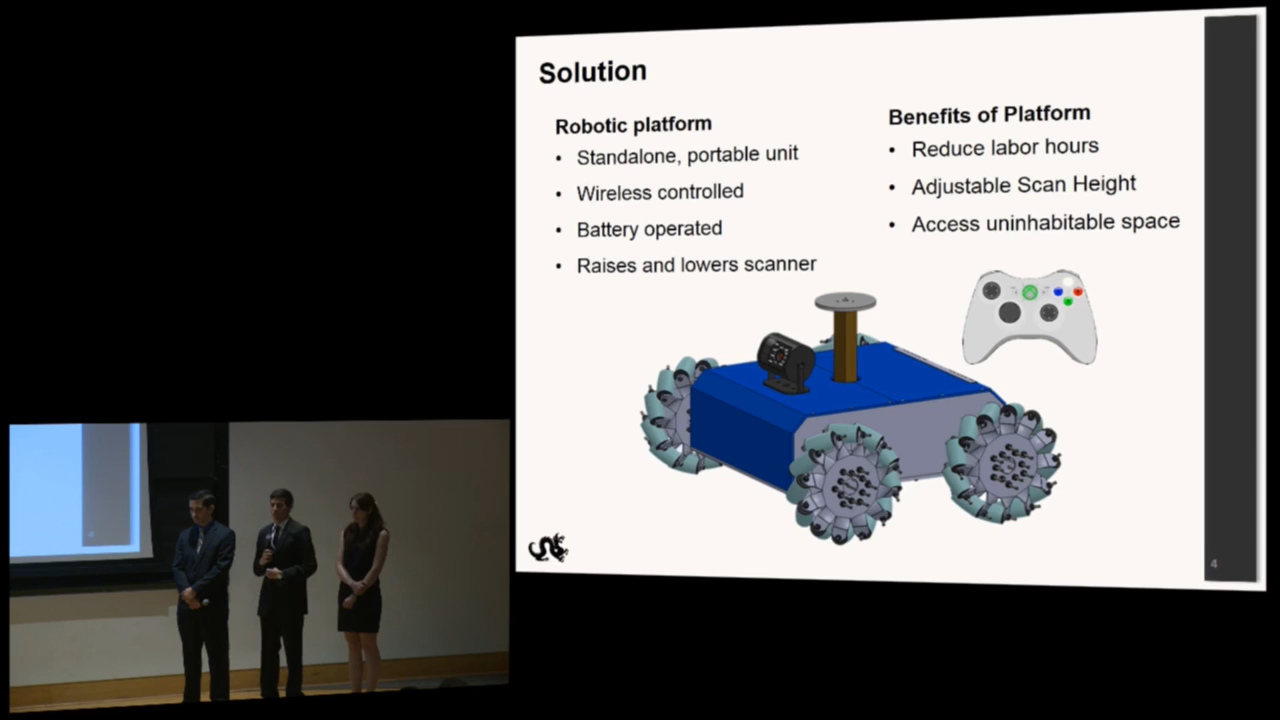 Solution
Robotic platform
• Standalone, portable unit
• Wireless controlled
• Battery operated
• Raises and lowers scanner
Benefits of Platform
• Reduce labor hours
• Adjustable Scan Height
• Access uninhabitable space
4